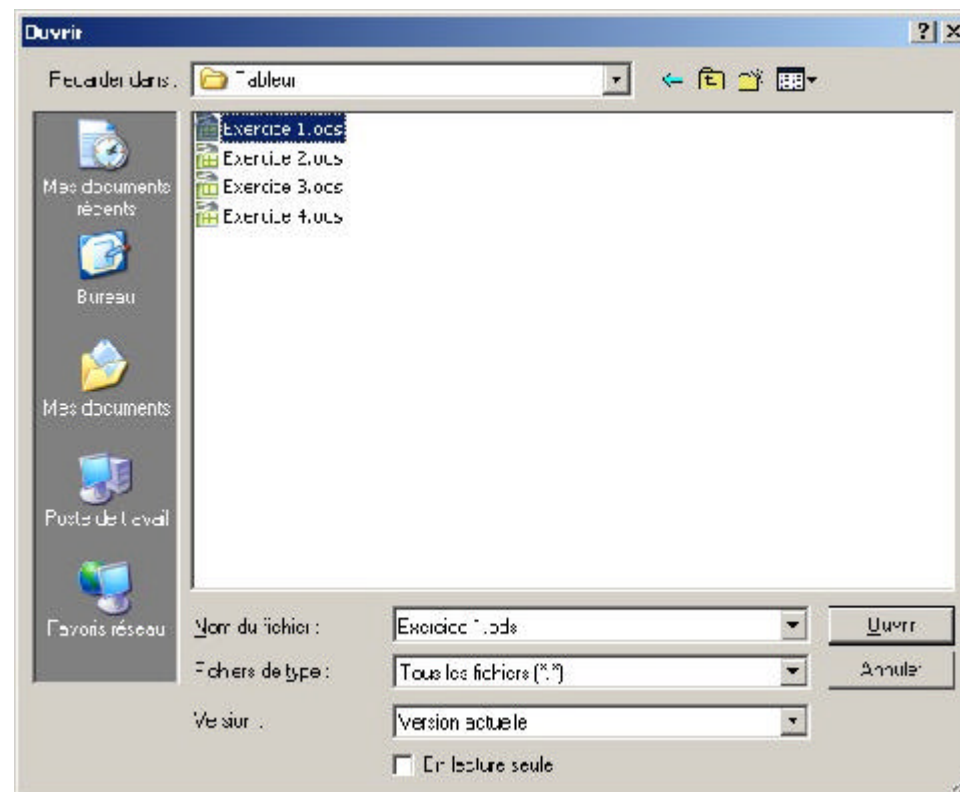 Ouvrir
Regarder dans :
Tableur
Exercice 1.ods
Exercice 2.ods
Exercice 3.ods
Exercice 4.ods
Mes documents
récents
Bureau
Mes documents
Poste de travail
Favoris réseau
Nom du fichier :
Exercice 1.ods
Ouvrir
Fichiers de type :
Tous les fichiers (*.*)
Annuler
Version :
Version actuelle
En lecture seule